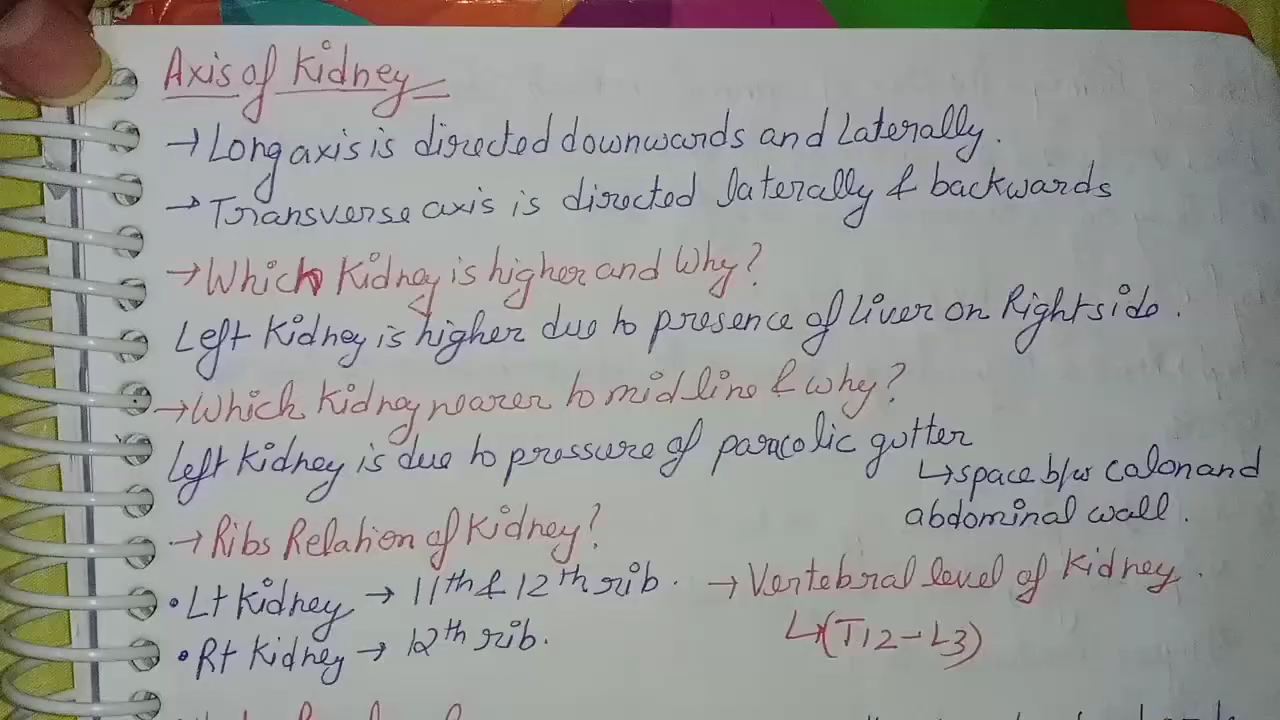 Axis of Kidney
→ Long axis is directed downwards and Laterally.
→ Transverse axis is directed laterally & backwards
→ Which Kidney is higher and Why?
Left Kidney is higher due to presence of liver on Right side.
→ Which Kidney nearer to midline & why?
Left Kidney is due to pressure of paracolic gutter
↳ space b/w colon and
abdominal wall.
→ Ribs Relation of Kidney?
• Lt Kidney → 11th & 12th rib.
• Rt Kidney → 12th rib.
→ Vertebral level of Kidney.
↳ (T12-L3)